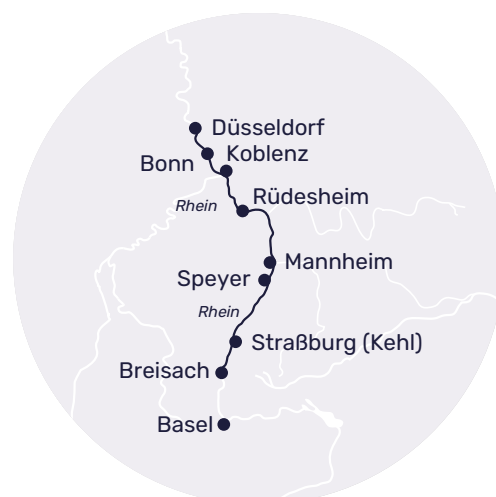 Düsseldorf
Bonn
Koblenz
Rhein
Rüdesheim
Mannheim
Speyer
Rhein
Straßburg (Kehl)
Breisach
Basel